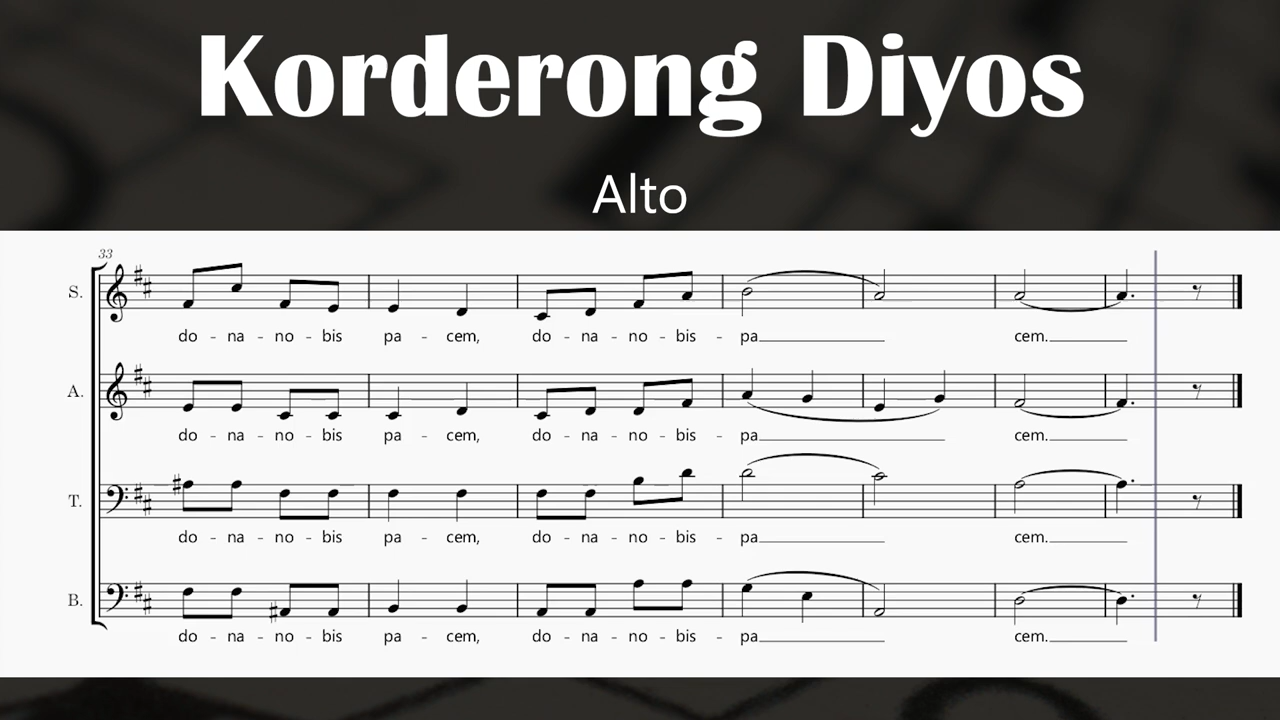 Korderong Diyos
Alto
33
S.
do - na - no - bis pa - cem, do - na - no - bis - pa cem.
A.
do - na - no - bis pa - cem, do - na - no - bis - pa cem.
T.
do - na - no - bis pa - cem, do - na - no - bis - pa cem.
B.
do - na - no - bis pa - cem, do - na - no - bis - pa cem.